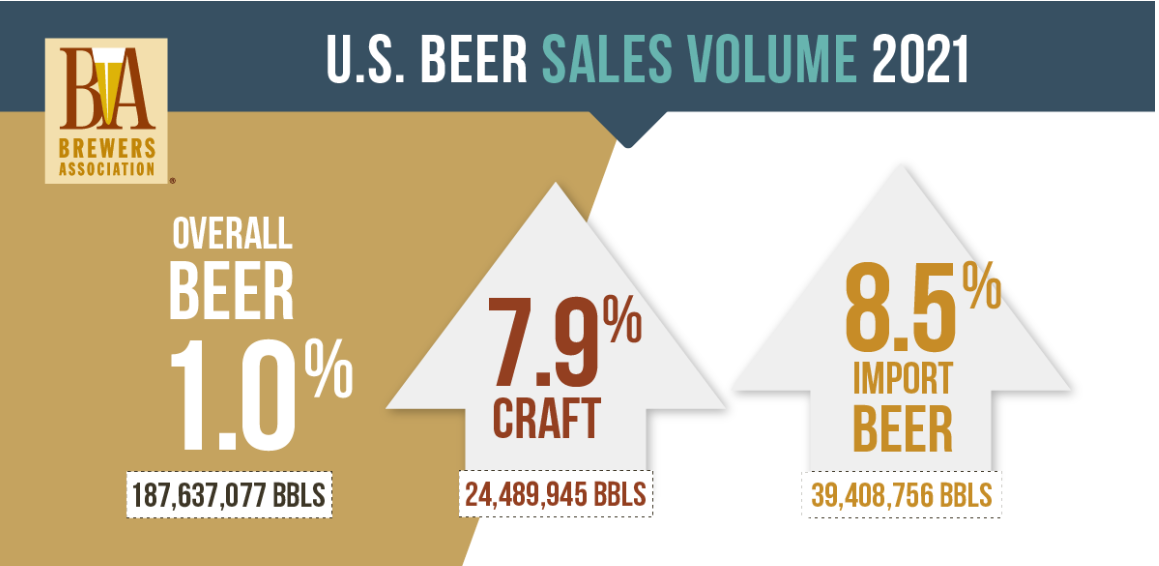 U.S. BEER SALES VOLUME 2021
BA
BREWERS
ASSOCIATION
®
OVERALL
BEER
1.0%
187,637,077 BBLS
7.9%
CRAFT
24,489,945 BBLS
8.5%
IMPORT
BEER
39,408,756 BBLS